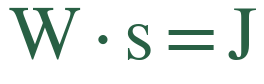 W · s = J